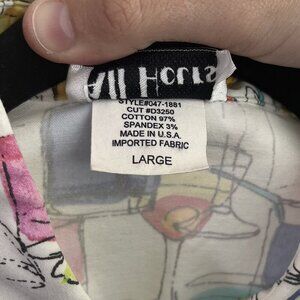 All Hours
STYLE#047-1881
CUT #D3250
COTTON 97%
SPANDEX 3%
MADE IN U.S.A.
IMPORTED FABRIC
LARGE